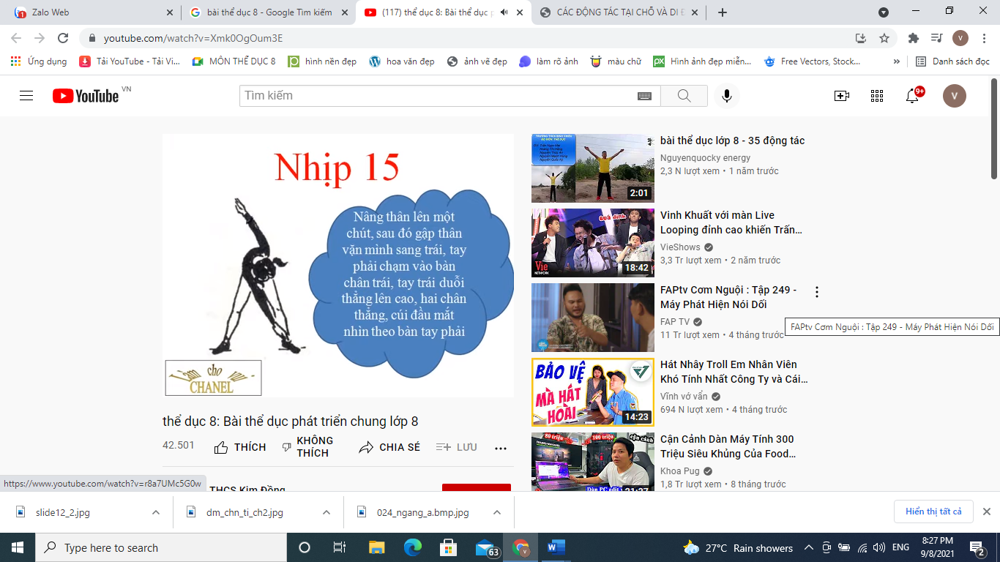 Zalo Web
bài thể dục 8 - Google Tìm kiếm
(117) thể dục 8: Bài thể dục p
CÁC ĐỘNG TÁC TẠI CHỖ VÀ DI Đ
youtube.com/watch?v=Xmk0OgOum3E
V
Ứng dụng
Tải YouTube - Tải Vi...
MÔN THỂ DỤC 8
hình nền đẹp
hoa văn đẹp
ảnh vẽ đẹp
làm rõ ảnh
màu chữ
Hình ảnh đẹp miễn...
Free Vectors, Stock...
»
Danh sách đọc
YouTube VN
Tìm kiếm
9+
V
Nhịp 15
Nâng thân lên một
chút, sau đó gập thân
vặn mình sang trái, tay
phải chạm vào bàn
chân trái, tay trái duỗi
thẳng lên cao, hai chân
thẳng, cúi đầu mắt
nhìn theo bàn tay phải
cho
CHANEL
thể dục 8: Bài thể dục phát triển chung lớp 8
42.501
THÍCH
KHÔNG
THÍCH
CHIA SẺ
LƯU
THCS Kim Đồng
https://www.youtube.com/watch?v=r8a7UMc5G0w
2:01
bài thể dục lớp 8 - 35 động tác
Nguyenquocky energy
2,3 N lượt xem • 1 năm trước
quá đỉnh
Vie
NETWORK
18:42
Vinh Khuất với màn Live
Looping đỉnh cao khiến Trấn...
VieShows
3,3 Tr lượt xem • 2 năm trước
FAPtv Cơm Nguội : Tập 249 -
Máy Phát Hiện Nói Dối
FAP TV
11 Tr lượt xem • 4 tháng trước
FAPtv Cơm Nguội : Tập 249 - Máy Phát Hiện Nói Dối
BẢO VỆ
MÀ HÁT
HOÀI
14:23
Hát Nhây Troll Em Nhân Viên
Khó Tính Nhất Công Ty và Cái...
Vĩnh vớ vẩn
694 N lượt xem • 4 tháng trước
Cận Cảnh Dàn Máy Tính 300
Triệu Siêu Khủng Của Food...
Khoa Pug
1,8 Tr lượt xem • 8 tháng trước
slide12_2.jpg
dm_chn_ti_ch2.jpg
024_ngang_a.bmp.jpg
Hiển thị tất cả
Type here to search
63
27°C Rain showers
ENG
8:27 PM
9/8/2021
2